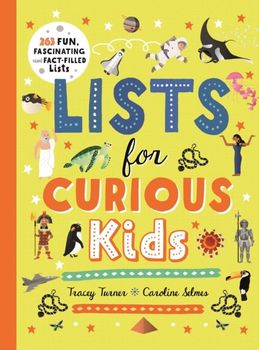 263 FUN,
FASCINATING
and FACT-FILLED
Lists
LISTS
for
CURIOUS
Kids
Tracey Turner * Caroline Selmes